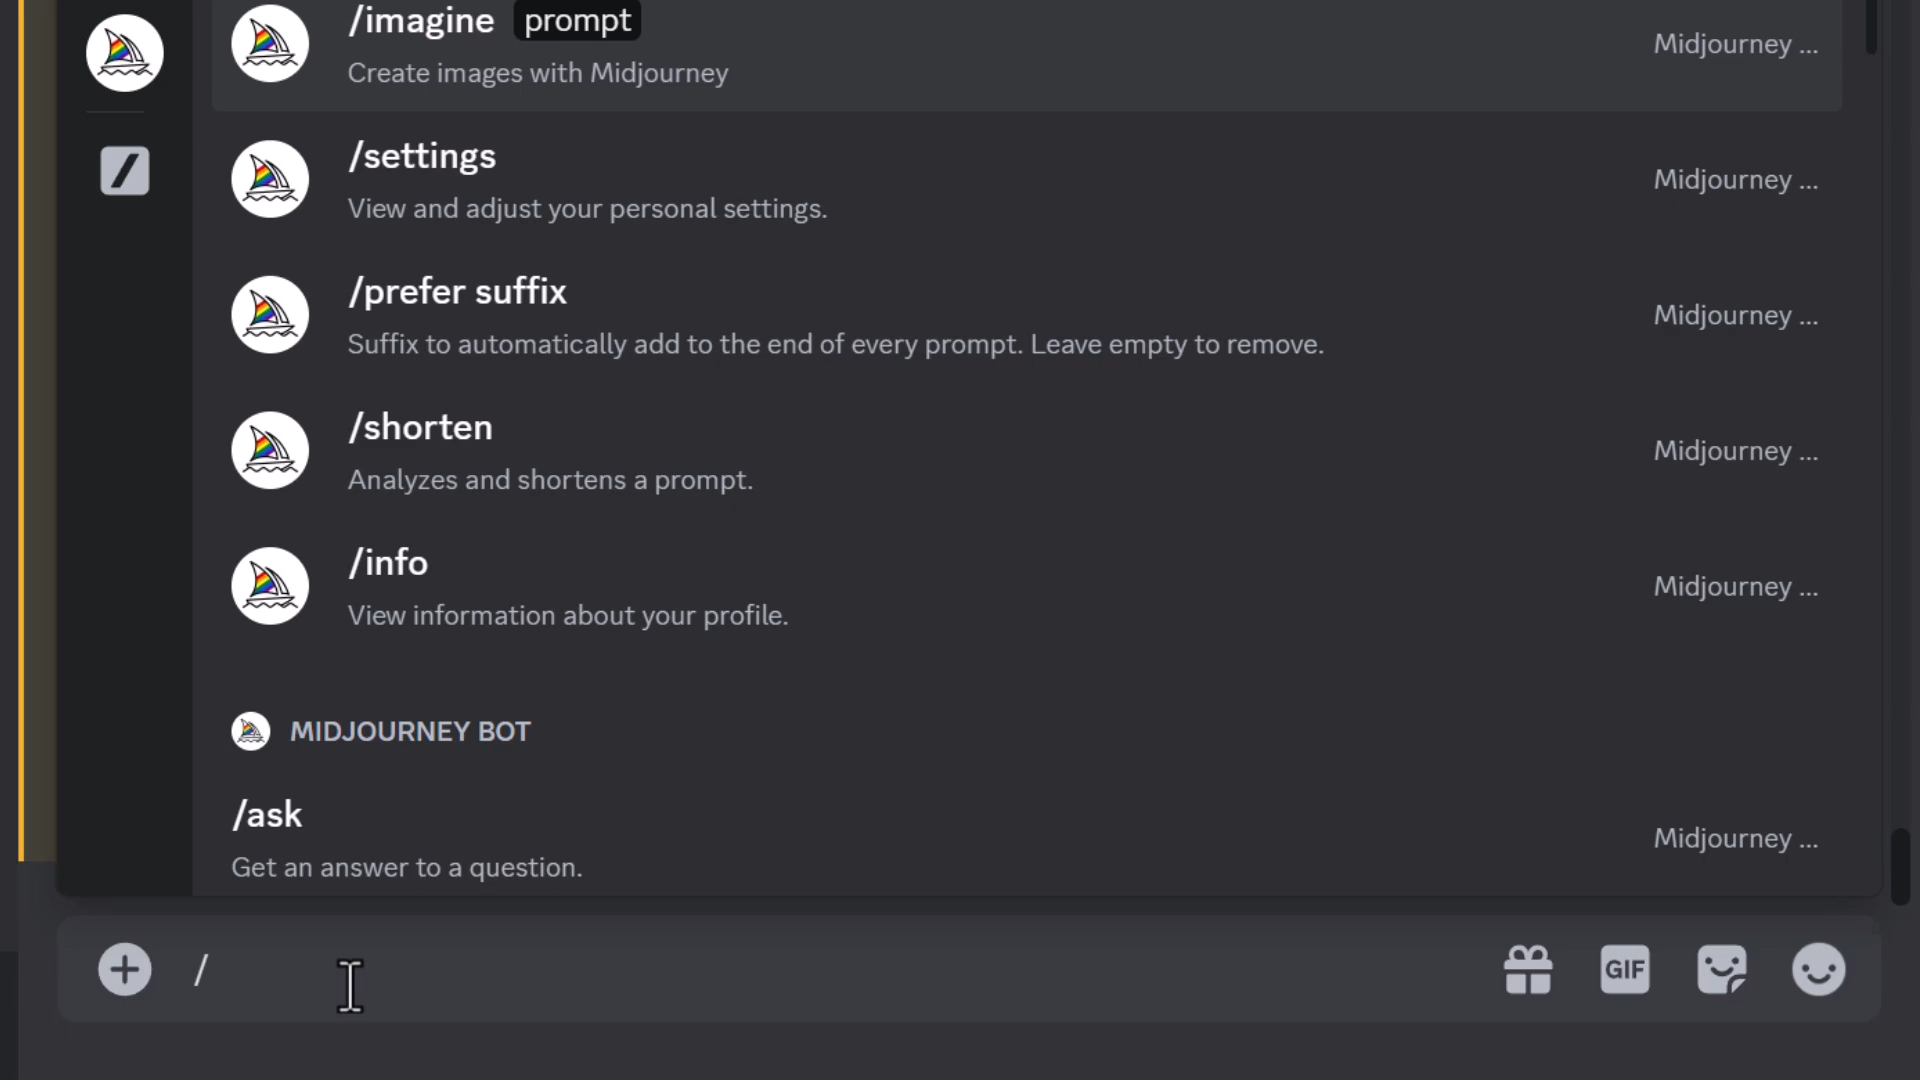 /imagine prompt
Create images with Midjourney
Midjourney ...
/settings
View and adjust your personal settings.
Midjourney ...
/prefer suffix
Suffix to automatically add to the end of every prompt. Leave empty to remove.
Midjourney ...
/shorten
Analyzes and shortens a prompt.
Midjourney ...
/info
View information about your profile.
Midjourney ...
MIDJOURNEY BOT
/ask
Get an answer to a question.
Midjourney ...
/
GIF